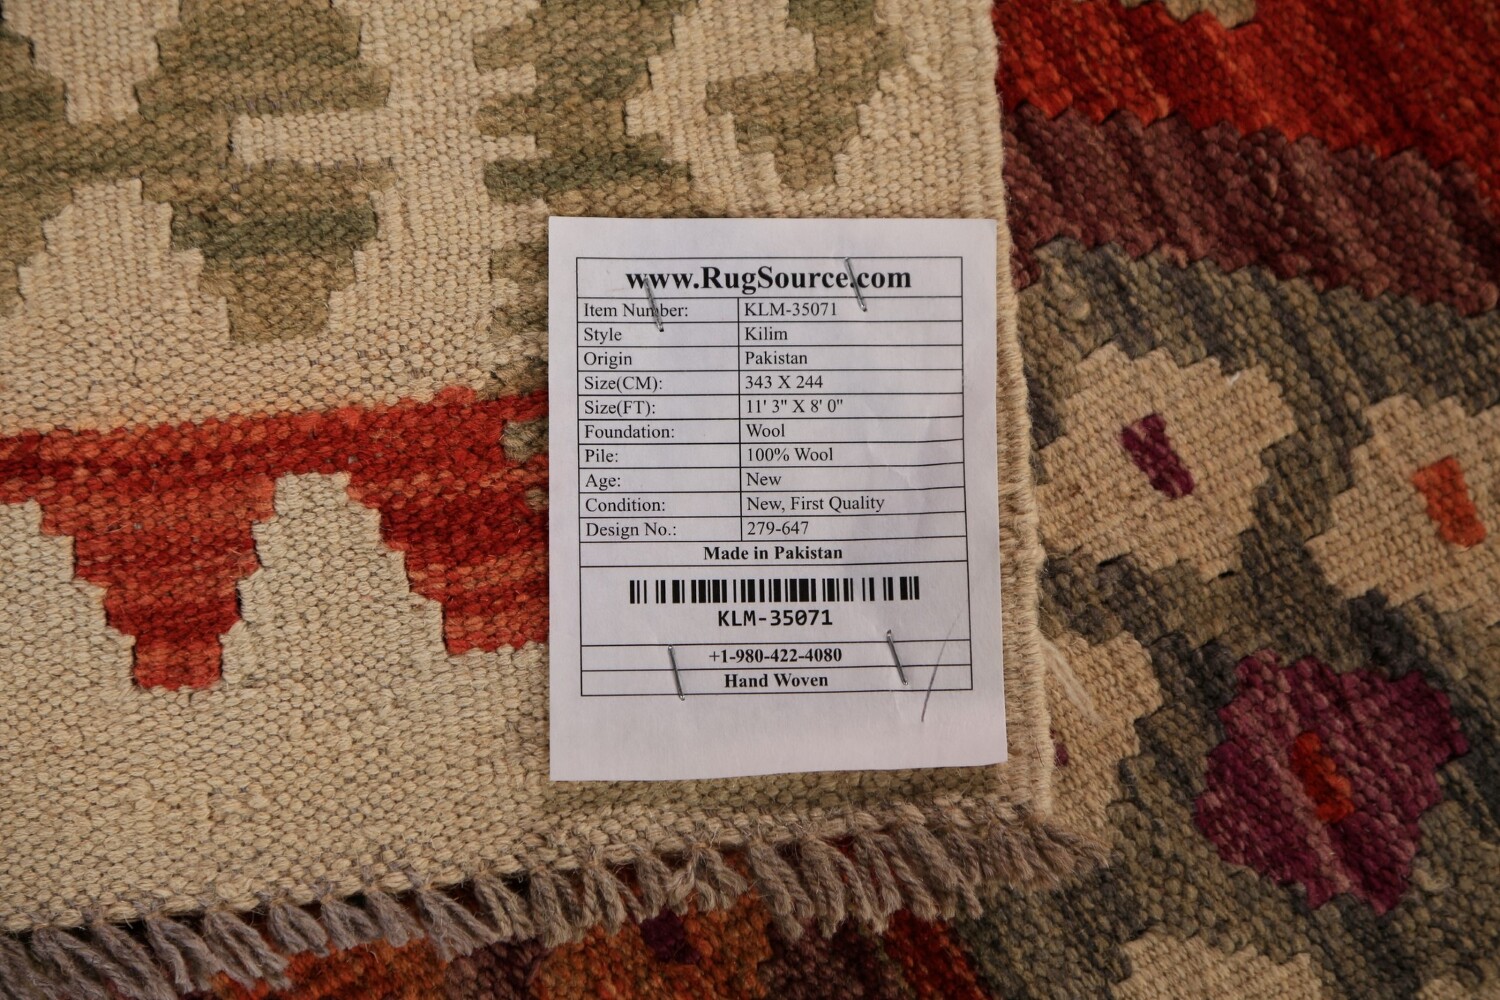 www.RugSource.com
Item Number: KLM-35071
Style Kilim
Origin Pakistan
Size(CM): 343 X 244
Size(FT): 11' 3" X 8' 0"
Foundation: Wool
Pile: 100% Wool
Age: New
Condition: New, First Quality
Design No.: 279-647
Made in Pakistan
KLM-35071
+1-980-422-4080
Hand Woven